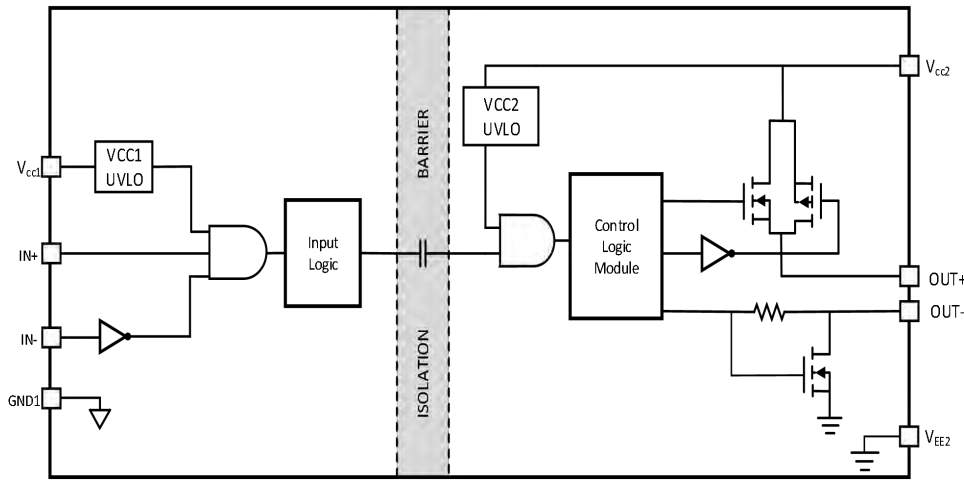 Vcc1
VCC1
UVLO
IN+
IN-
GND1
Input
Logic
BARRIER
ISOLATION
VCC2
UVLO
Control
Logic
Module
Vcc2
OUT+
OUT-
VEE2